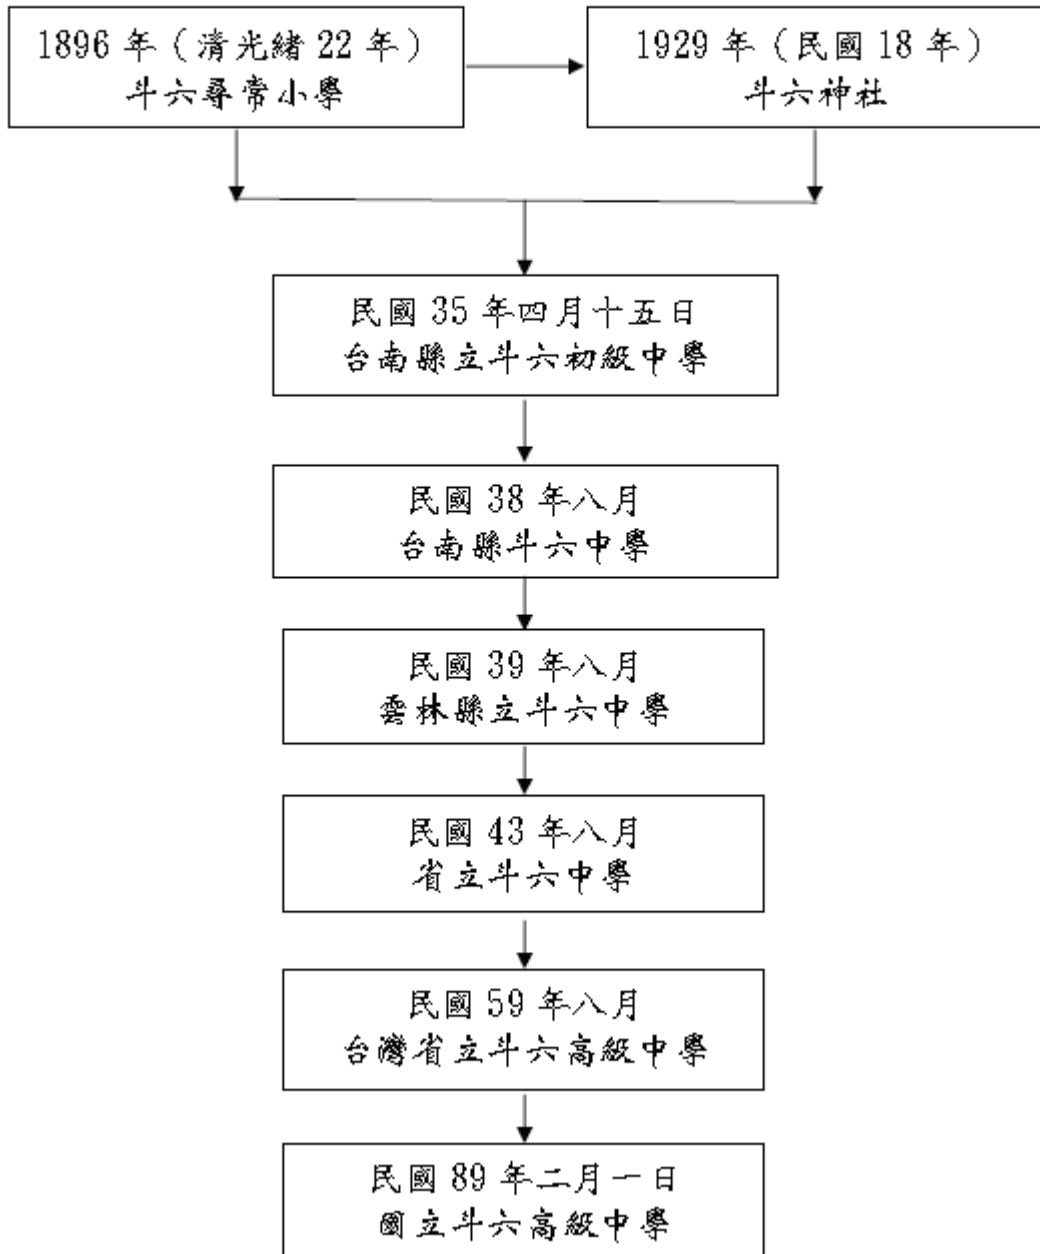 1896 年（清光緒 22 年）
斗六尋常小學
1929 年（民國 18 年）
斗六神社
民國 35 年四月十五日
台南縣立斗六初級中學
民國 38 年八月
台南縣斗六中學
民國 39 年八月
雲林縣立斗六中學
民國 43 年八月
省立斗六中學
民國 59 年八月
台灣省立斗六高級中學
民國 89 年二月一日
國立斗六高級中學